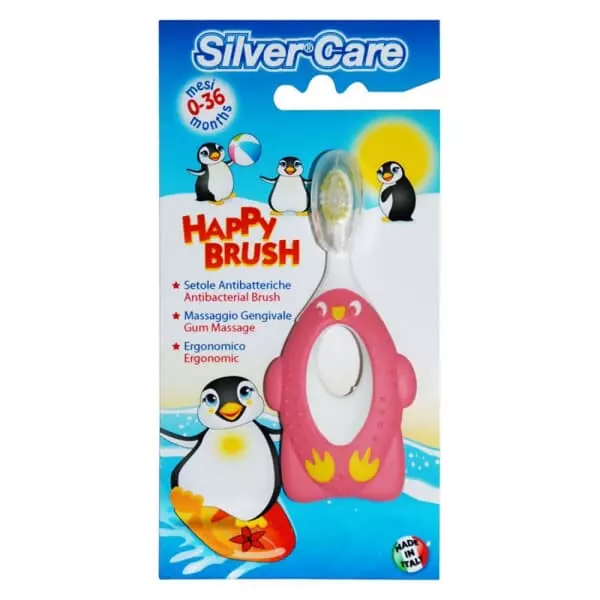 Silver® Care
mesi
0-36
months
HAPPY
BRUSH
★ Setole Antibatteriche
Antibacterial Brush
★ Massaggio Gengivale
Gum Massage
★ Ergonomico
Ergonomic
MADE
IN
ITALY